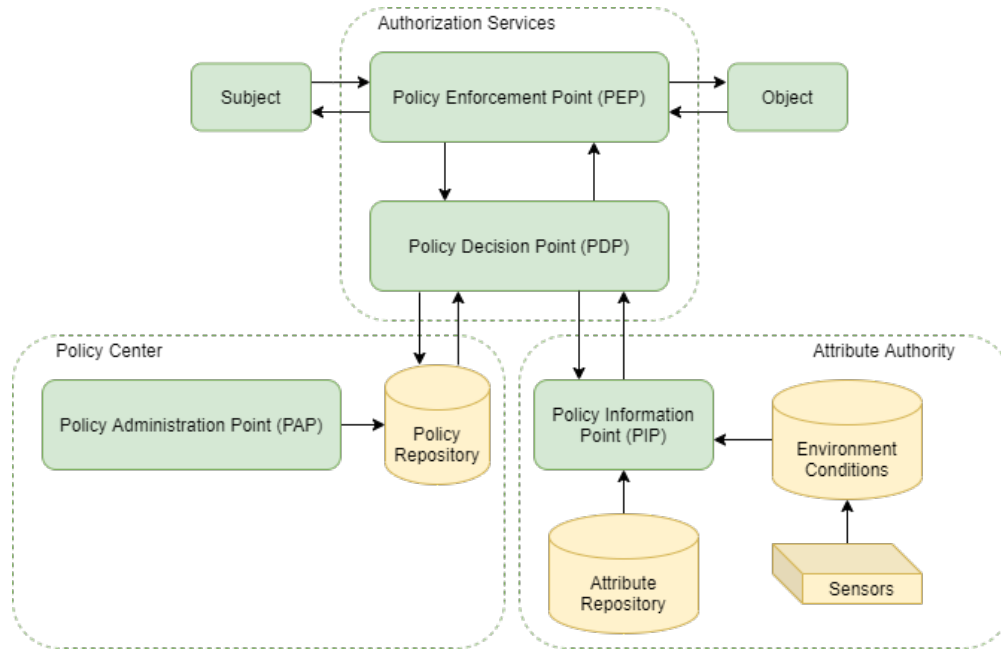 Authorization Services
Subject
Policy Enforcement Point (PEP)
Object
Policy Decision Point (PDP)
Policy Center
Policy Administration Point (PAP)
Policy
Repository
Attribute Authority
Policy Information
Point (PIP)
Environment
Conditions
Attribute
Repository
Sensors